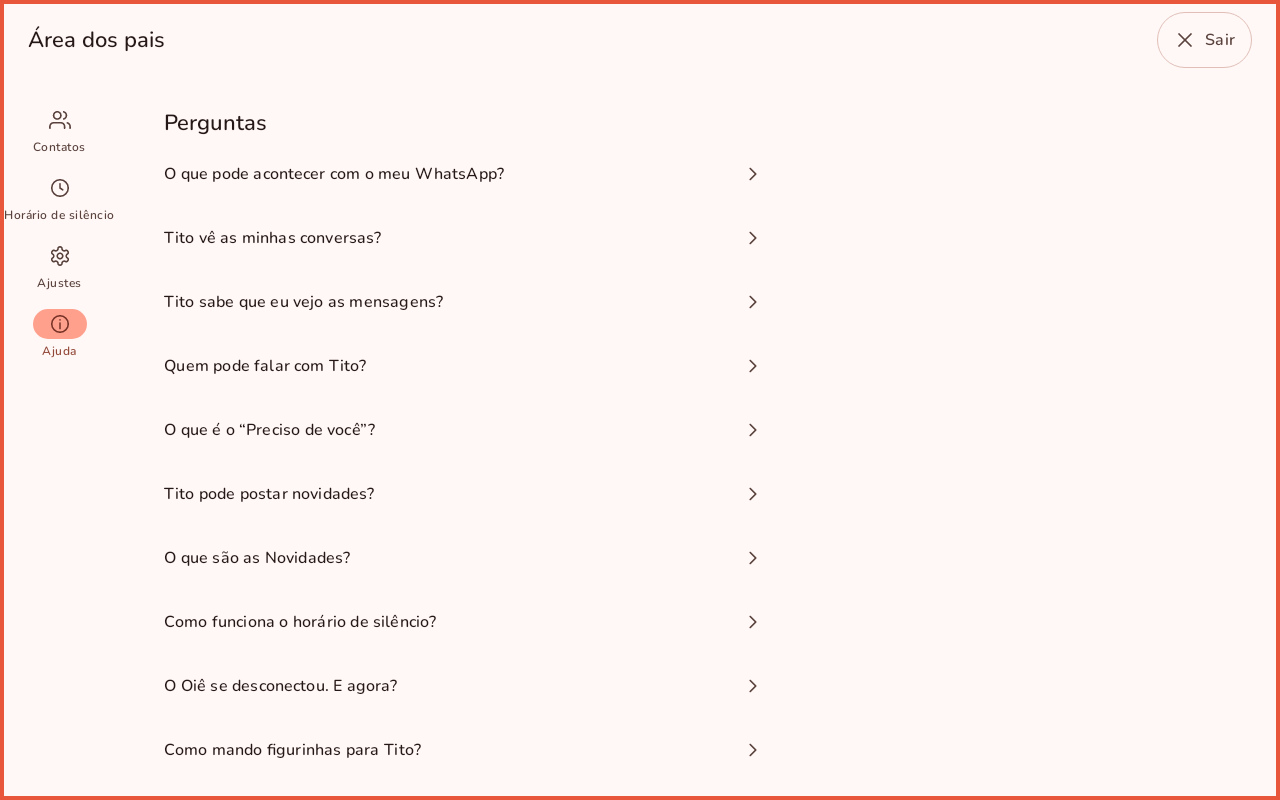 Área dos pais
Sair
Contatos
Horário de silêncio
Ajustes
Ajuda
Perguntas
O que pode acontecer com o meu WhatsApp?
Tito vê as minhas conversas?
Tito sabe que eu vejo as mensagens?
Quem pode falar com Tito?
O que é o “Preciso de você”?
Tito pode postar novidades?
O que são as Novidades?
Como funciona o horário de silêncio?
O Oiê se desconectou. E agora?
Como mando figurinhas para Tito?